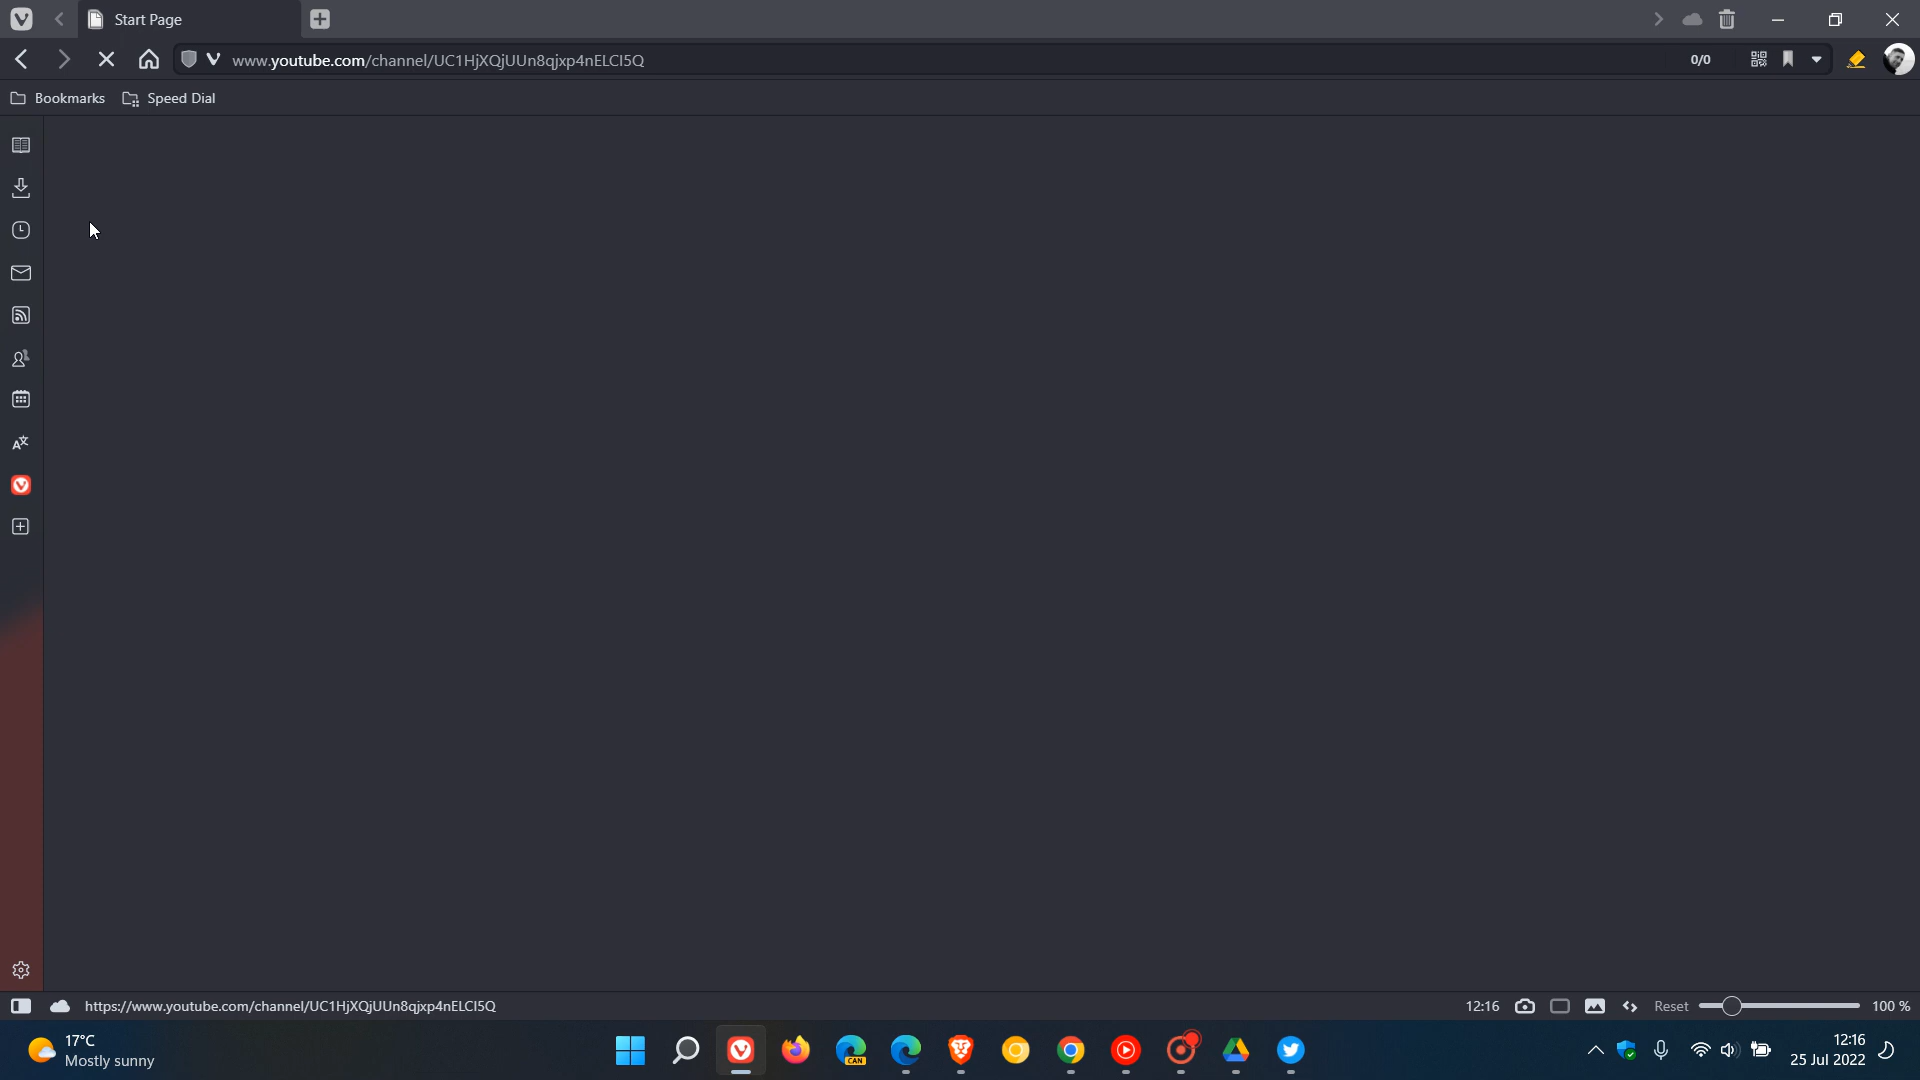 Start Page
www.youtube.com/channel/UC1HjXQjUUn8qjxp4nELCI5Q
0/0
Bookmarks
Speed Dial
https://www.youtube.com/channel/UC1HjXQjUUn8qjxp4nELCI5Q
12:16
Reset
100 %
17°C
Mostly sunny
CAN
12:16
25 Jul 2022